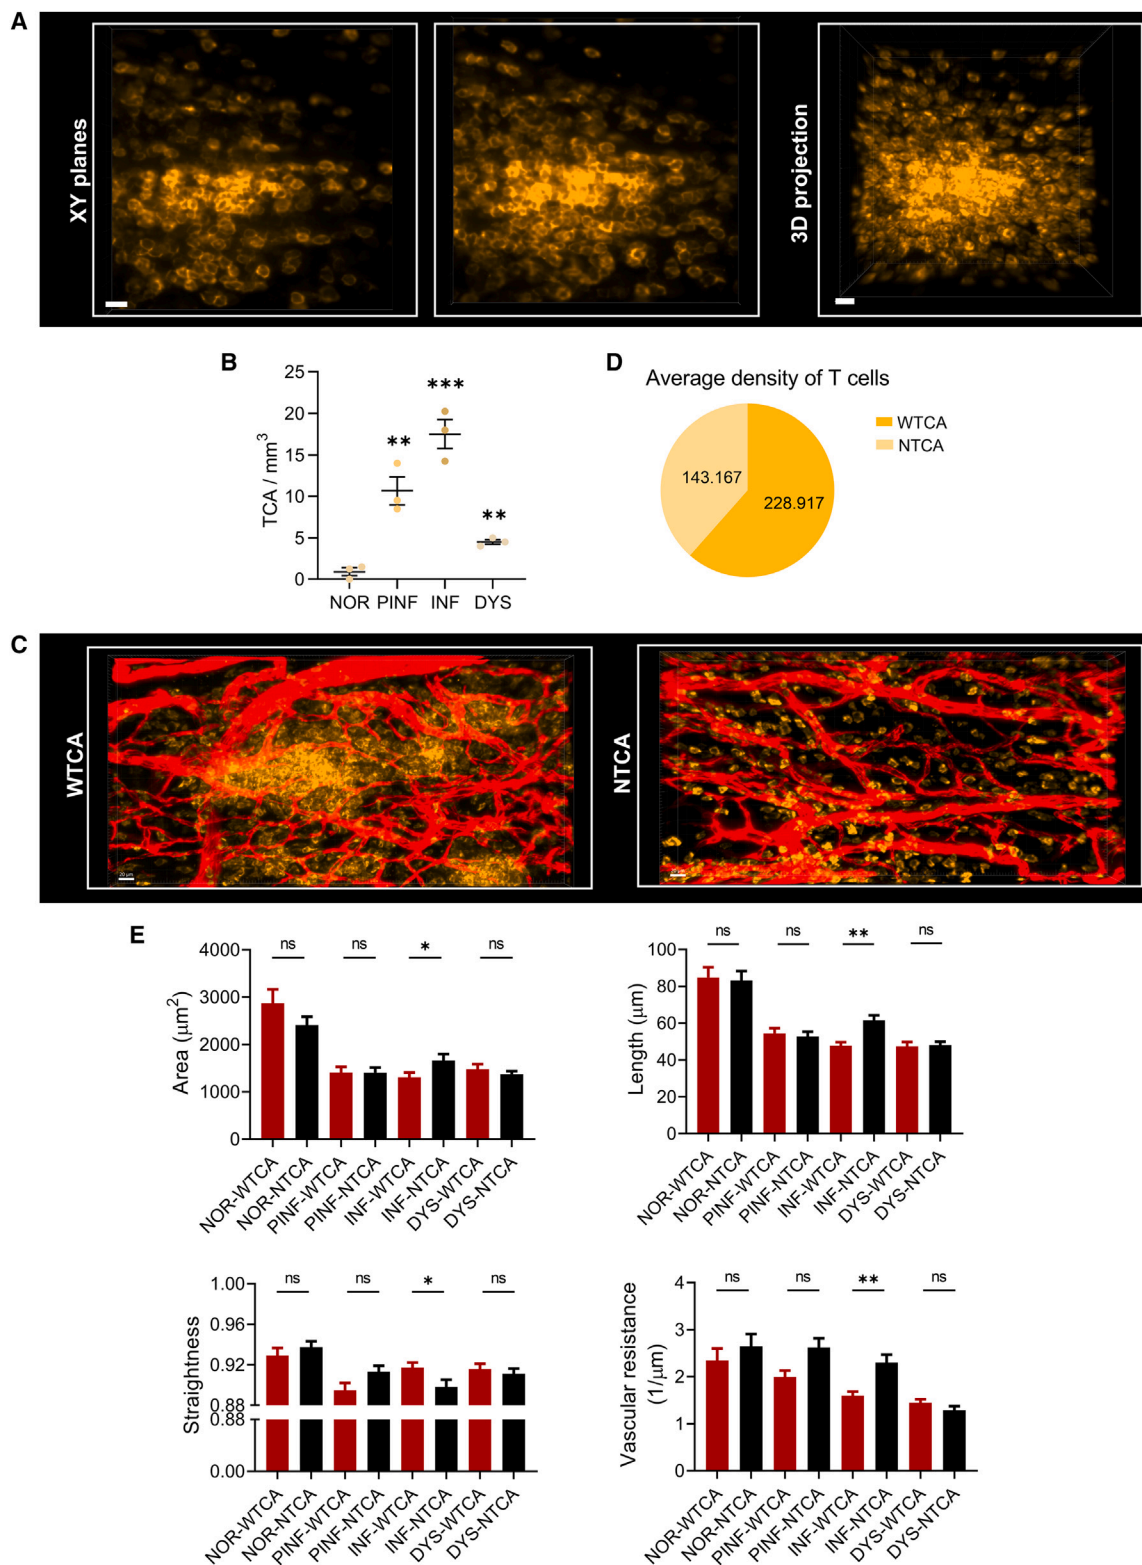 A
XY planes
3D projection
B
TCA / mm³
25
20
15
10
5
0
**
***
**
NOR PINF INF DYS
D
Average density of T cells
143.167
228.917
WTCA
NTCA
C
WTCA
20 µm
NTCA
E
Area (µm²)
4000
3000
2000
1000
0
ns ns * ns
NOR-WTCA
NOR-NTCA
PINF-WTCA
PINF-NTCA
INF-WTCA
INF-NTCA
DYS-WTCA
DYS-NTCA
Length (µm)
100
80
60
40
20
0
ns ns ** ns
NOR-WTCA
NOR-NTCA
PINF-WTCA
PINF-NTCA
INF-WTCA
INF-NTCA
DYS-WTCA
DYS-NTCA
Straightness
1.00
0.96
0.92
0.88
0.88
0.00
ns ns * ns
NOR-WTCA
NOR-NTCA
PINF-WTCA
PINF-NTCA
INF-WTCA
INF-NTCA
DYS-WTCA
DYS-NTCA
Vascular resistance
(1/µm)
4
3
2
1
0
ns ns ** ns
NOR-WTCA
NOR-NTCA
PINF-WTCA
PINF-NTCA
INF-WTCA
INF-NTCA
DYS-WTCA
DYS-NTCA